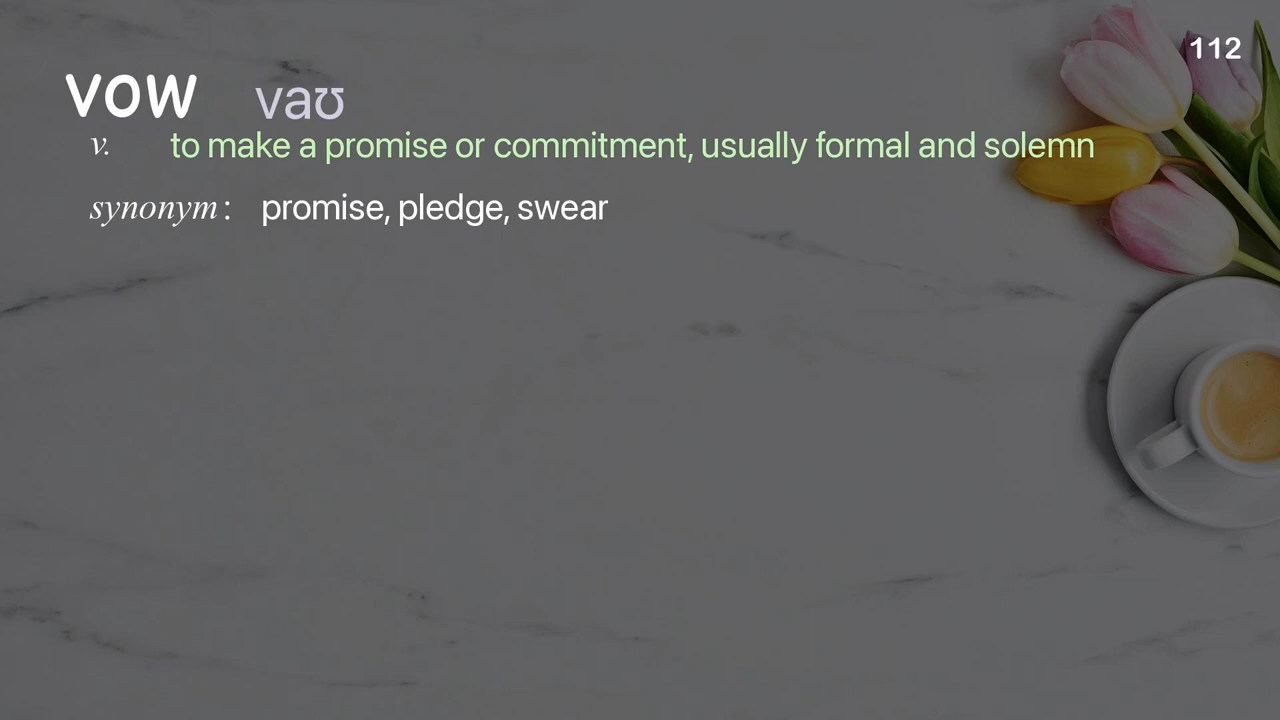 112
vow vaʊ
v. to make a promise or commitment, usually formal and solemn
synonym: promise, pledge, swear